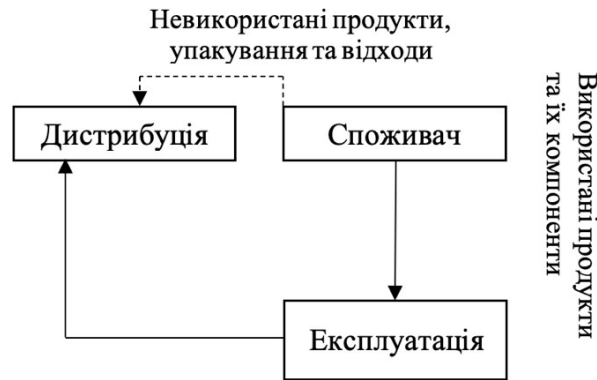 Невикористані продукти,
упакування та відходи
Дистрибуція
Споживач
Експлуатація
Використані продукти
та їх компоненти